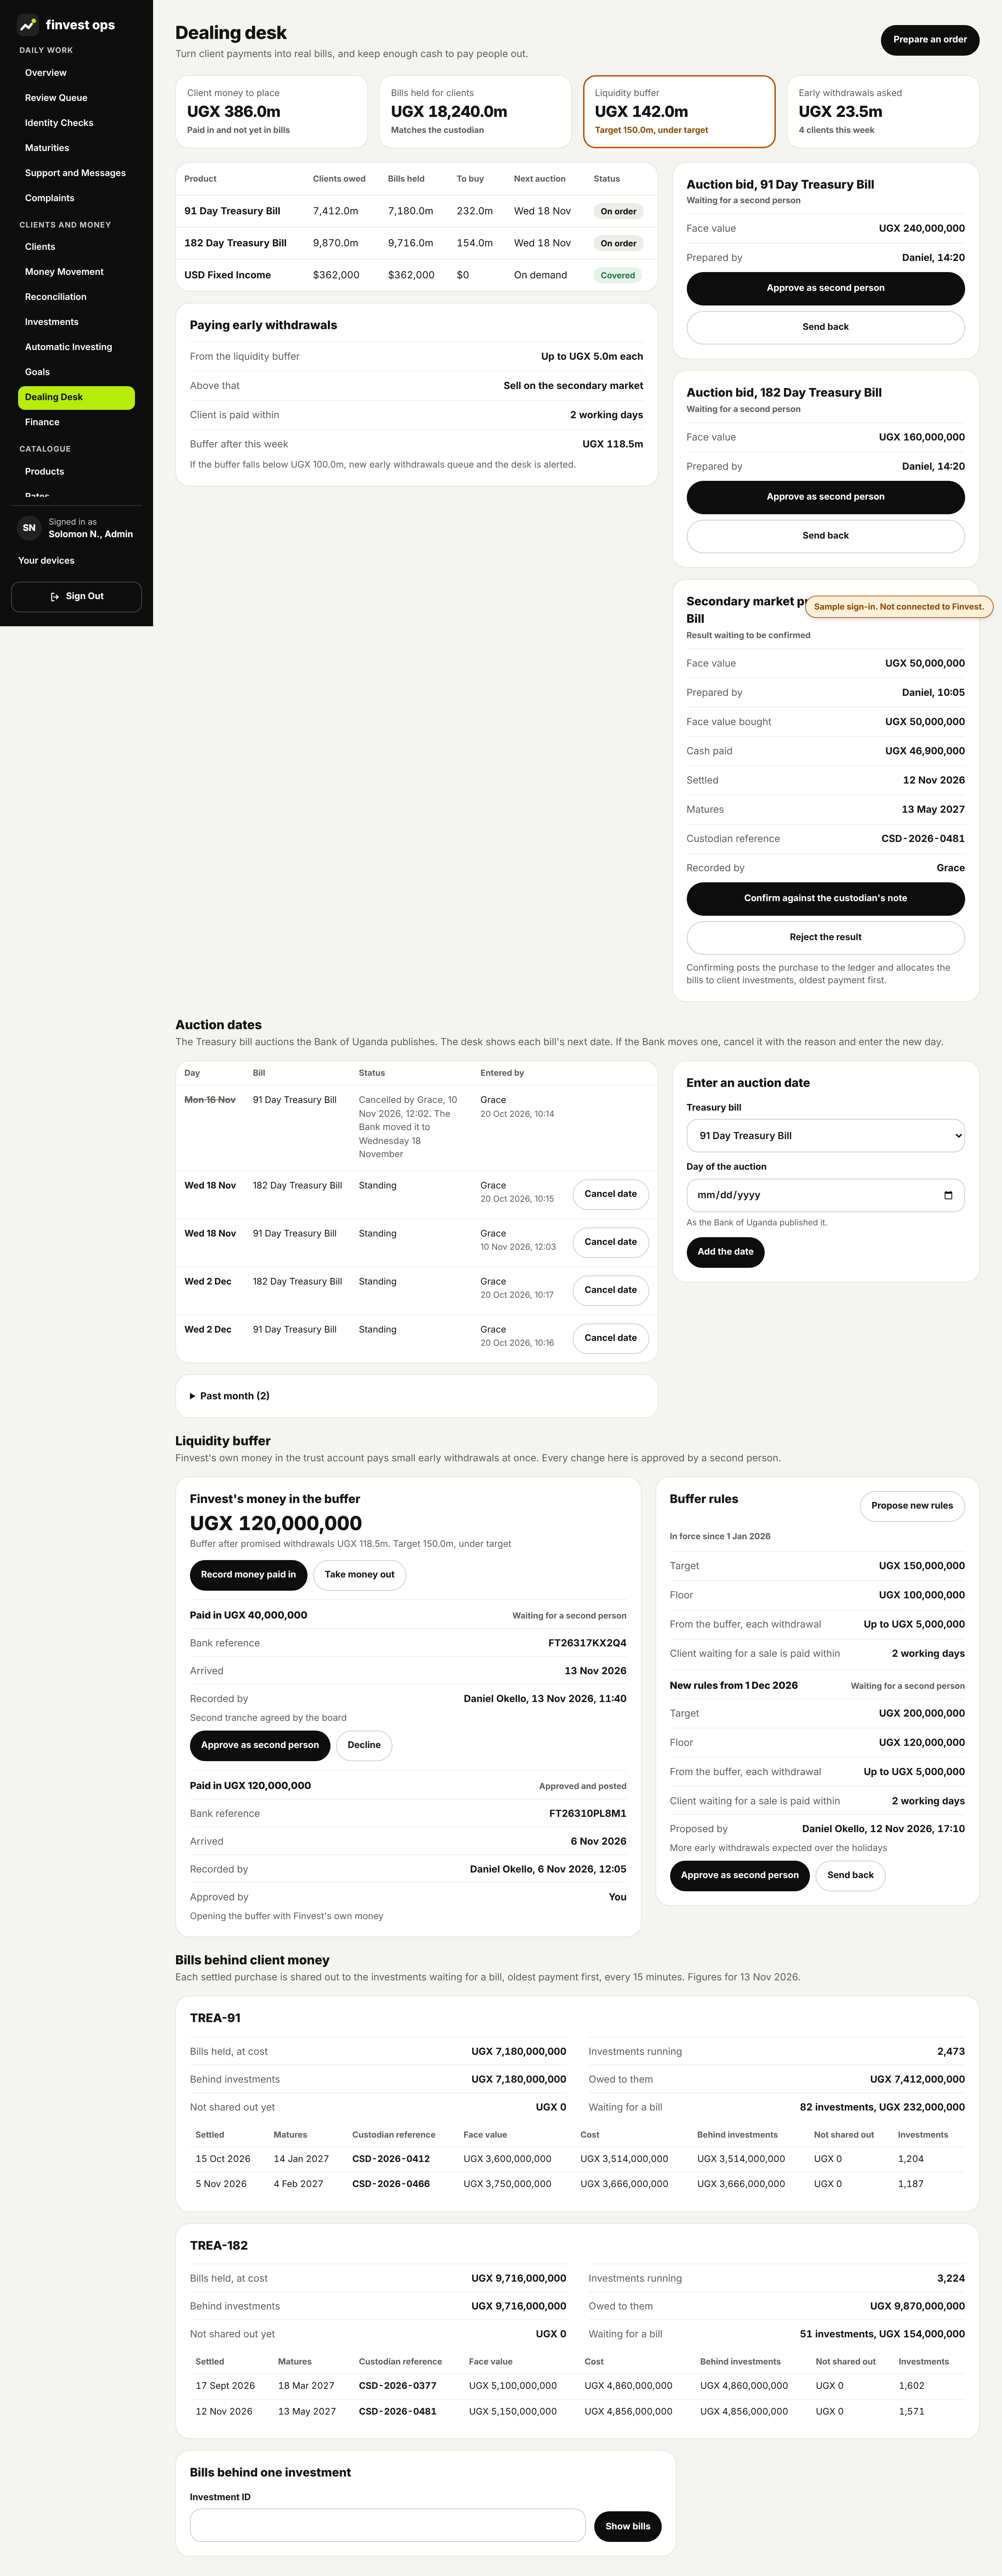 finvest ops
DAILY WORK
Overview
Review Queue
Identity Checks
Maturities
Support and Messages
Complaints
CLIENTS AND MONEY
Clients
Money Movement
Reconciliation
Investments
Automatic Investing
Goals
Dealing Desk
Finance
CATALOGUE
Products
Rates
SN
Signed in as
Solomon N., Admin
Your devices
Sign Out
Dealing desk
Turn client payments into real bills, and keep enough cash to pay people out.
Prepare an order
Client money to place
UGX 386.0m
Paid in and not yet in bills
Bills held for clients
UGX 18,240.0m
Matches the custodian
Liquidity buffer
UGX 142.0m
Target 150.0m, under target
Early withdrawals asked
UGX 23.5m
4 clients this week
Product Clients owed Bills held To buy Next auction Status
91 Day Treasury Bill 7,412.0m 7,180.0m 232.0m Wed 18 Nov On order
182 Day Treasury Bill 9,870.0m 9,716.0m 154.0m Wed 18 Nov On order
USD Fixed Income $362,000 $362,000 $0 On demand Covered
Paying early withdrawals
From the liquidity buffer Up to UGX 5.0m each
Above that Sell on the secondary market
Client is paid within 2 working days
Buffer after this week UGX 118.5m
If the buffer falls below UGX 100.0m, new early withdrawals queue and the desk is alerted.
Auction bid, 91 Day Treasury Bill
Waiting for a second person
Face value UGX 240,000,000
Prepared by Daniel, 14:20
Approve as second person
Send back
Auction bid, 182 Day Treasury Bill
Waiting for a second person
Face value UGX 160,000,000
Prepared by Daniel, 14:20
Approve as second person
Send back
Secondary market
Sample sign-in. Not connected to Finvest.
Bill
Result waiting to be confirmed
Face value UGX 50,000,000
Prepared by Daniel, 10:05
Face value bought UGX 50,000,000
Cash paid UGX 46,900,000
Settled 12 Nov 2026
Matures 13 May 2027
Custodian reference CSD-2026-0481
Recorded by Grace
Confirm against the custodian's note
Reject the result
Confirming posts the purchase to the ledger and allocates the
bills to client investments, oldest payment first.
Auction dates
The Treasury bill auctions the Bank of Uganda publishes. The desk shows each bill's next date. If the Bank moves one, cancel it with the reason and enter the new day.
Day Bill Status Entered by
Mon 16 Nov 91 Day Treasury Bill Cancelled by Grace, 10 Grace
Nov 2026, 12:02. The 20 Oct 2026, 10:14
Bank moved it to
Wednesday 18
November
Wed 18 Nov 182 Day Treasury Bill Standing Grace Cancel date
20 Oct 2026, 10:15
Wed 18 Nov 91 Day Treasury Bill Standing Grace Cancel date
10 Nov 2026, 12:03
Wed 2 Dec 182 Day Treasury Bill Standing Grace Cancel date
20 Oct 2026, 10:17
Wed 2 Dec 91 Day Treasury Bill Standing Grace Cancel date
20 Oct 2026, 10:16
Past month (2)
Enter an auction date
Treasury bill
91 Day Treasury Bill
Day of the auction
mm/dd/yyyy
As the Bank of Uganda published it.
Add the date
Liquidity buffer
Finvest's own money in the trust account pays small early withdrawals at once. Every change here is approved by a second person.
Finvest's money in the buffer
UGX 120,000,000
Buffer after promised withdrawals UGX 118.5m. Target 150.0m, under target
Record money paid in Take money out
Paid in UGX 40,000,000 Waiting for a second person
Bank reference FT26317KX2Q4
Arrived 13 Nov 2026
Recorded by Daniel Okello, 13 Nov 2026, 11:40
Second tranche agreed by the board
Approve as second person Decline
Paid in UGX 120,000,000 Approved and posted
Bank reference FT26310PL8M1
Arrived 6 Nov 2026
Recorded by Daniel Okello, 6 Nov 2026, 12:05
Approved by You
Opening the buffer with Finvest's own money
Buffer rules
Propose new rules
In force since 1 Jan 2026
Target UGX 150,000,000
Floor UGX 100,000,000
From the buffer, each withdrawal Up to UGX 5,000,000
Client waiting for a sale is paid within 2 working days
New rules from 1 Dec 2026 Waiting for a second person
Target UGX 200,000,000
Floor UGX 120,000,000
From the buffer, each withdrawal Up to UGX 5,000,000
Client waiting for a sale is paid within 2 working days
Proposed by Daniel Okello, 12 Nov 2026, 17:10
More early withdrawals expected over the holidays
Approve as second person Send back
Bills behind client money
Each settled purchase is shared out to the investments waiting for a bill, oldest payment first, every 15 minutes. Figures for 13 Nov 2026.
TREA-91
Bills held, at cost UGX 7,180,000,000 Investments running 2,473
Behind investments UGX 7,180,000,000 Owed to them UGX 7,412,000,000
Not shared out yet UGX 0 Waiting for a bill 82 investments, UGX 232,000,000
Settled Matures Custodian reference Face value Cost Behind investments Not shared out Investments
15 Oct 2026 14 Jan 2027 CSD-2026-0412 UGX 3,600,000,000 UGX 3,514,000,000 UGX 3,514,000,000 UGX 0 1,204
5 Nov 2026 4 Feb 2027 CSD-2026-0466 UGX 3,750,000,000 UGX 3,666,000,000 UGX 3,666,000,000 UGX 0 1,187
TREA-182
Bills held, at cost UGX 9,716,000,000 Investments running 3,224
Behind investments UGX 9,716,000,000 Owed to them UGX 9,870,000,000
Not shared out yet UGX 0 Waiting for a bill 51 investments, UGX 154,000,000
Settled Matures Custodian reference Face value Cost Behind investments Not shared out Investments
17 Sept 2026 18 Mar 2027 CSD-2026-0377 UGX 5,100,000,000 UGX 4,860,000,000 UGX 4,860,000,000 UGX 0 1,602
12 Nov 2026 13 May 2027 CSD-2026-0481 UGX 5,150,000,000 UGX 4,856,000,000 UGX 4,856,000,000 UGX 0 1,571
Bills behind one investment
Investment ID
Show bills